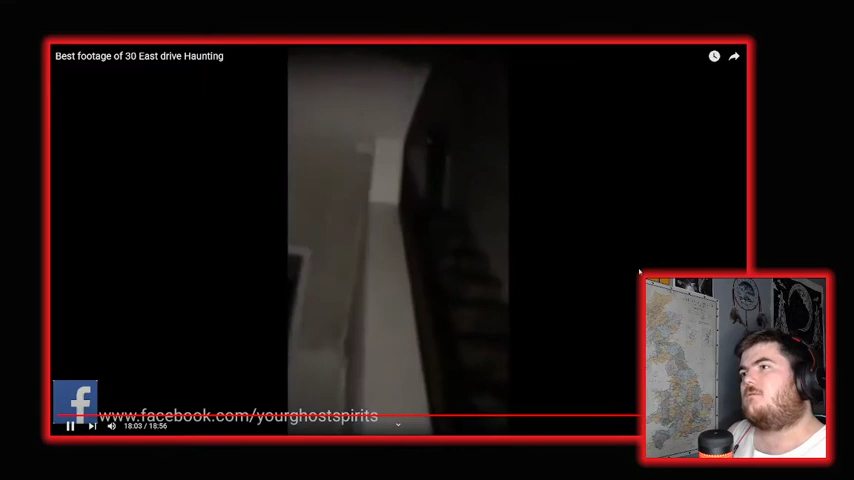 Best footage of 30 East drive Haunting
f
www.facebook.com/yourghostspirits
18:03 / 18:56